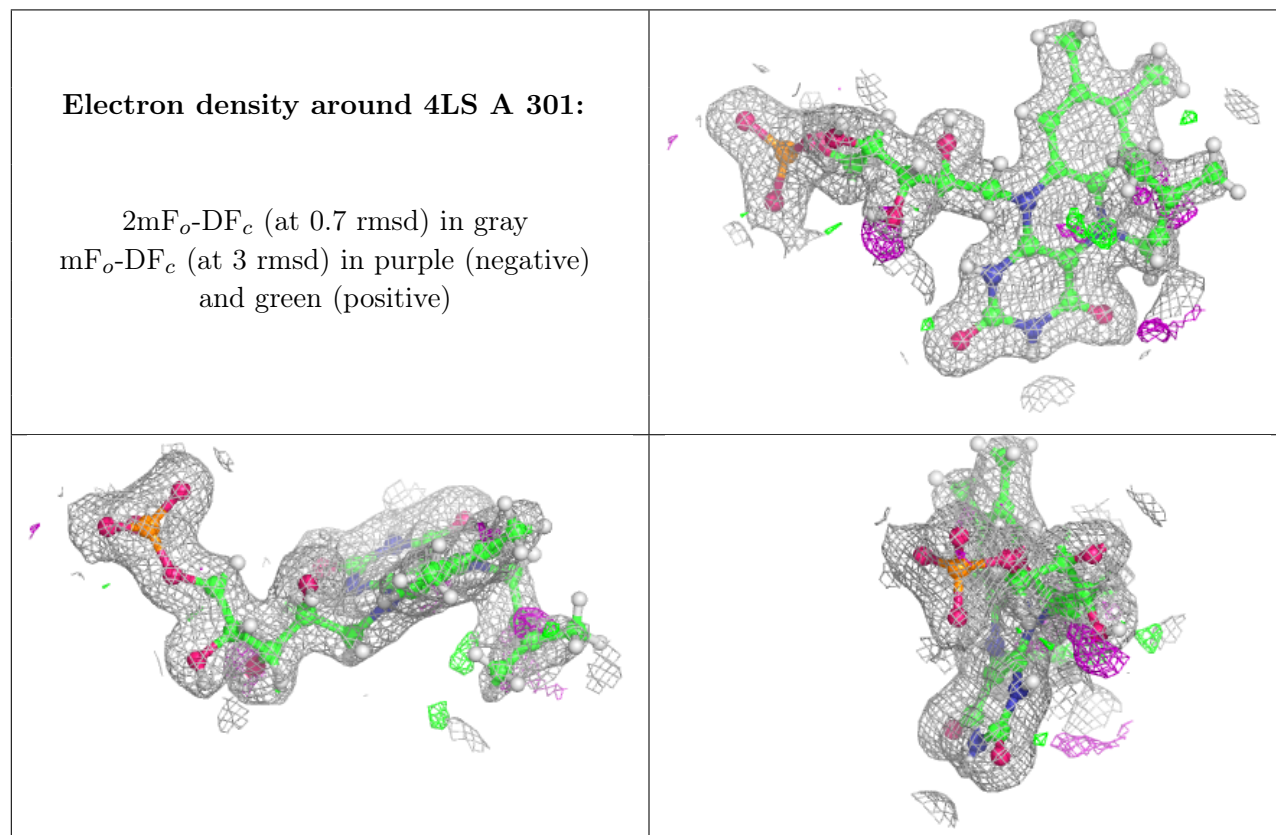 Electron density around 4LS A 301:
2mFo-DFc (at 0.7 rmsd) in gray
mFo-DFc (at 3 rmsd) in purple (negative)
and green (positive)